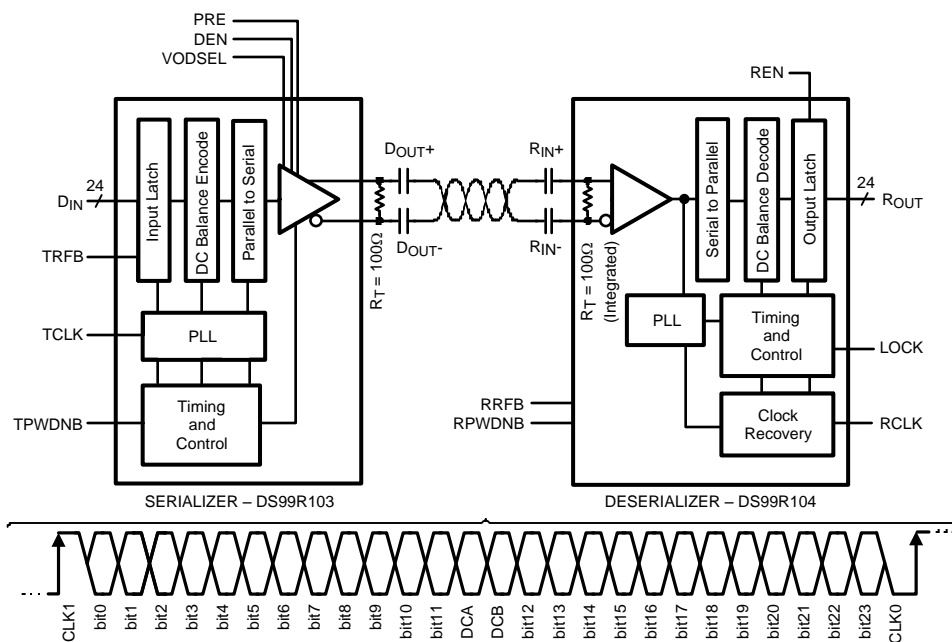 PRE
DEN
VODSEL
REN
DIN
24
TRFB
TCLK
TPWDNB
Input Latch
DC Balance Encode
Parallel to Serial
PLL
Timing
and
Control
DOUT+
DOUT-
RT = 100Ω
RIN+
RIN-
RT = 100Ω
(Integrated)
Serial to Parallel
DC Balance Decode
Output Latch
24
ROUT
PLL
Timing
and
Control
LOCK
Clock
Recovery
RCLK
RRFB
RPWDNB
SERIALIZER – DS99R103
DESERIALIZER – DS99R104
CLK1
bit0
bit1
bit2
bit3
bit4
bit5
bit6
bit7
bit8
bit9
bit10
bit11
DCA
DCB
bit12
bit13
bit14
bit15
bit16
bit17
bit18
bit19
bit20
bit21
bit22
bit23
CLK0